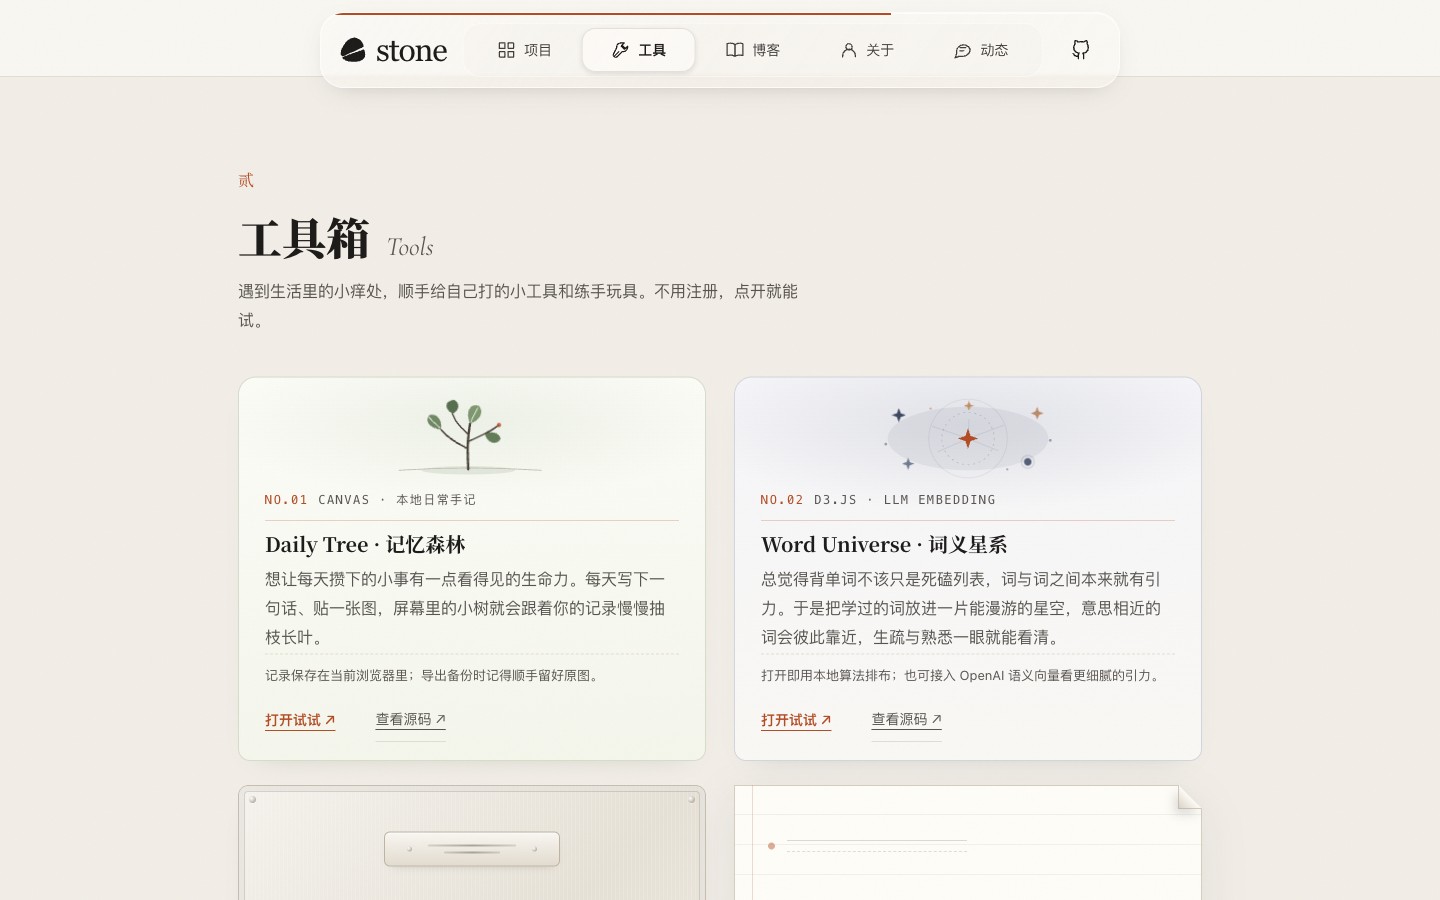 stone
项目
工具
博客
关于
动态
贰
工具箱 Tools
遇到生活里的小痒处，顺手给自己打的小工具和练手玩具。不用注册，点开就能
试。
NO.01 CANVAS · 本地日常手记
Daily Tree · 记忆森林
想让每天攒下的小事有一点看得见的生命力。每天写下一
句话、贴一张图，屏幕里的小树就会跟着你的记录慢慢抽
枝长叶。
记录保存在当前浏览器里；导出备份时记得顺手留好原图。
打开试试 ↗ 查看源码 ↗
NO.02 D3.JS · LLM EMBEDDING
Word Universe · 词义星系
总觉得背单词不该只是死磕列表，词与词之间本来就有引
力。于是把学过的词放进一片能漫游的星空，意思相近的
词会彼此靠近，生疏与熟悉一眼就能看清。
打开即用本地算法排布；也可接入 OpenAI 语义向量看更细腻的引力。
打开试试 ↗ 查看源码 ↗